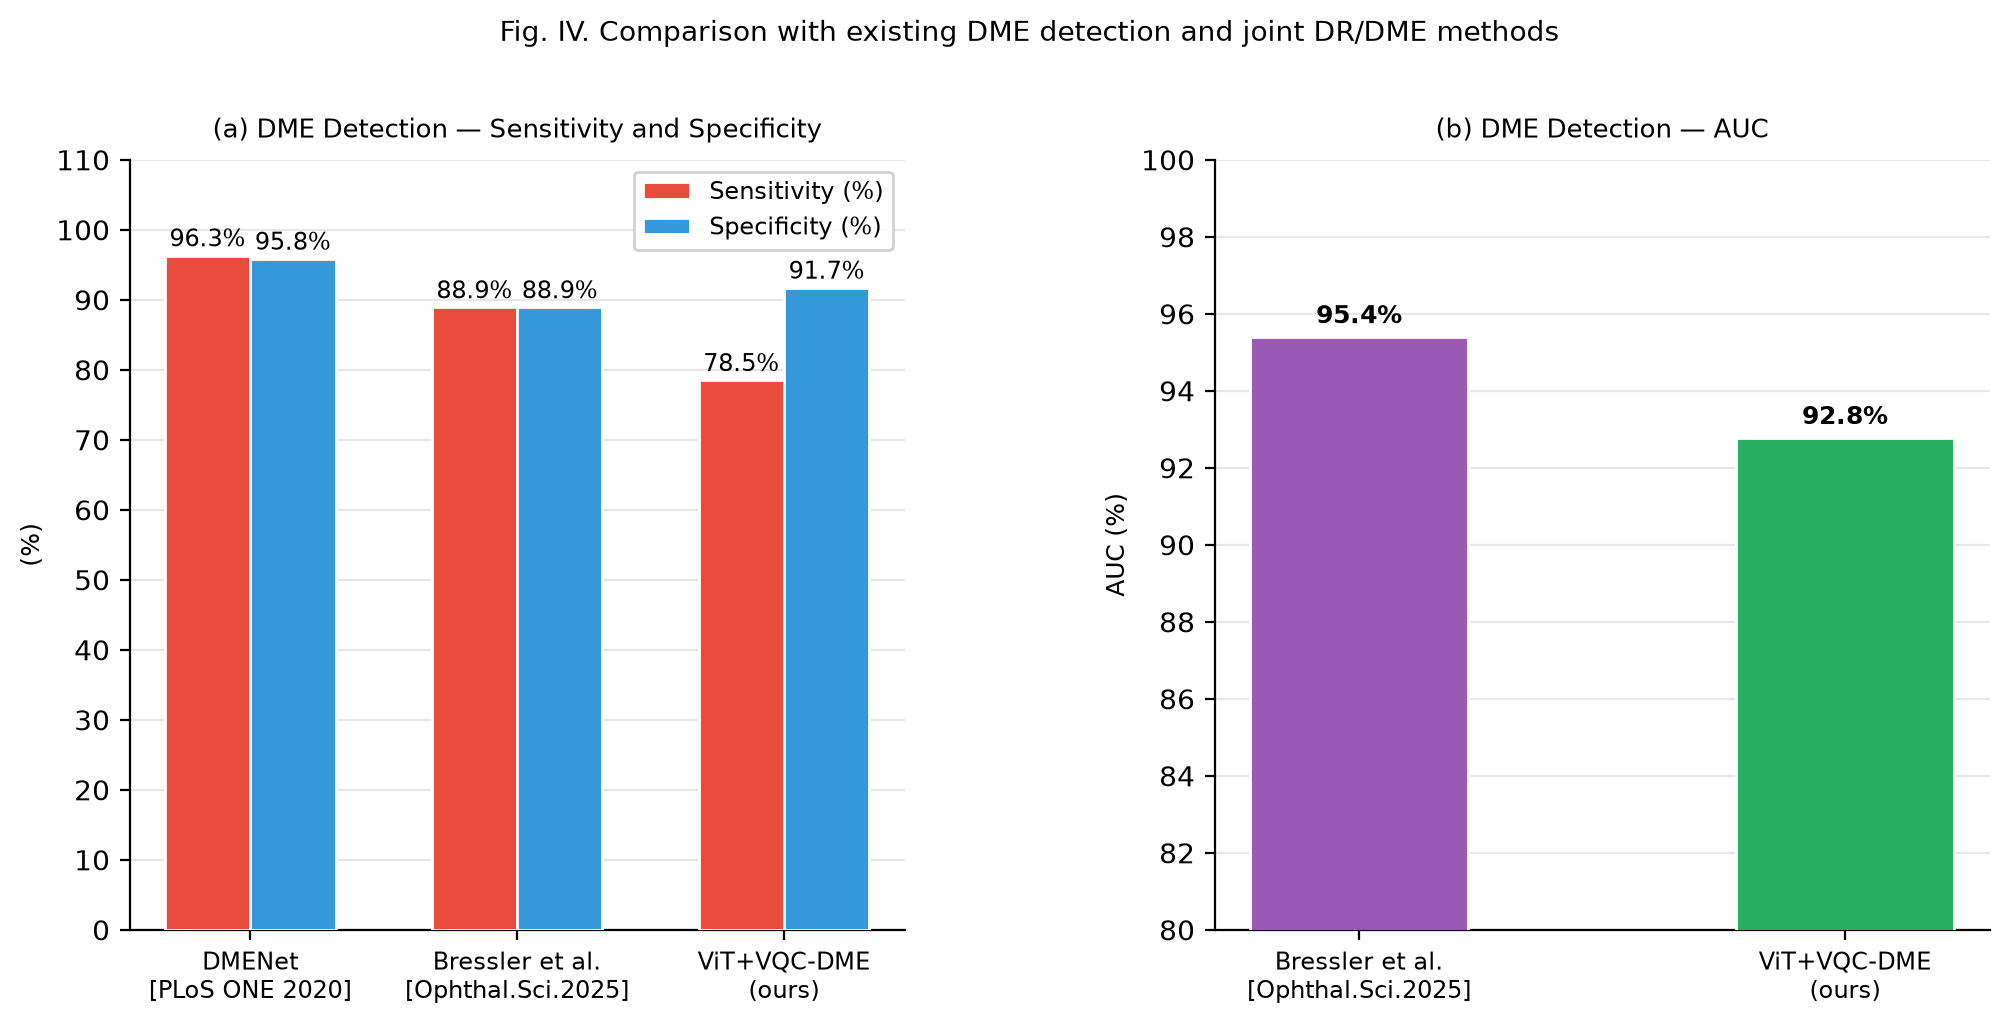 Fig. IV. Comparison with existing DME detection and joint DR/DME methods
(a) DME Detection — Sensitivity and Specificity
110
100
90
80
70
60
50
40
30
20
10
0
(%)
Sensitivity (%)
Specificity (%)
96.3% 95.8%
88.9% 88.9%
78.5%
91.7%
DMENet
[PLoS ONE 2020]
Bressler et al.
[Ophthal.Sci.2025]
ViT+VQC-DME
(ours)
(b) DME Detection — AUC
100
98
96
94
92
90
88
86
84
82
80
AUC (%)
95.4%
92.8%
Bressler et al.
[Ophthal.Sci.2025]
ViT+VQC-DME
(ours)